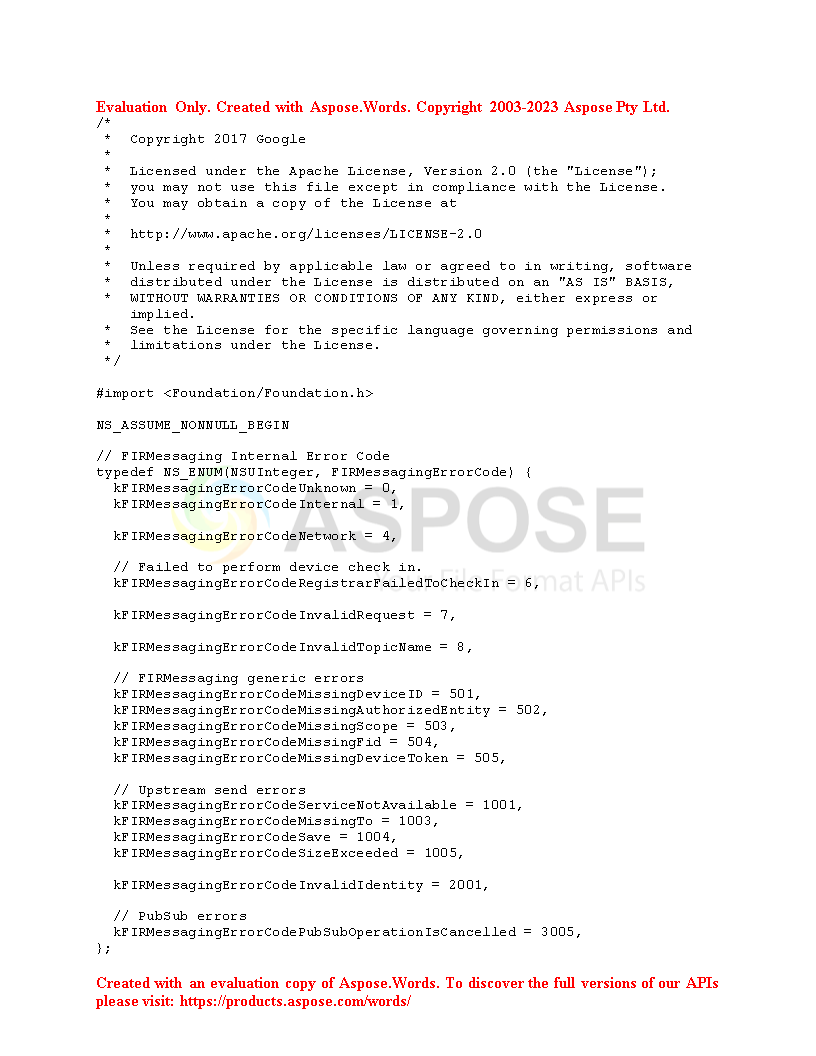 Evaluation Only. Created with Aspose.Words. Copyright 2003-2023 Aspose Pty Ltd.
/*
 *  Copyright 2017 Google
 *
 *  Licensed under the Apache License, Version 2.0 (the "License");
 *  you may not use this file except in compliance with the License.
 *  You may obtain a copy of the License at
 *
 *  http://www.apache.org/licenses/LICENSE-2.0
 *
 *  Unless required by applicable law or agreed to in writing, software
 *  distributed under the License is distributed on an "AS IS" BASIS,
 *  WITHOUT WARRANTIES OR CONDITIONS OF ANY KIND, either express or
    implied.
 *  See the License for the specific language governing permissions and
 *  limitations under the License.
 */

#import <Foundation/Foundation.h>

NS_ASSUME_NONNULL_BEGIN

// FIRMessaging Internal Error Code
typedef NS_ENUM(NSUInteger, FIRMessagingErrorCode) {
  kFIRMessagingErrorCodeUnknown = 0,
  kFIRMessagingErrorCodeInternal = 1,

  kFIRMessagingErrorCodeNetwork = 4,

  // Failed to perform device check in.
  kFIRMessagingErrorCodeRegistrarFailedToCheckIn = 6,

  kFIRMessagingErrorCodeInvalidRequest = 7,

  kFIRMessagingErrorCodeInvalidTopicName = 8,

  // FIRMessaging generic errors
  kFIRMessagingErrorCodeMissingDeviceID = 501,
  kFIRMessagingErrorCodeMissingAuthorizedEntity = 502,
  kFIRMessagingErrorCodeMissingScope = 503,
  kFIRMessagingErrorCodeMissingFid = 504,
  kFIRMessagingErrorCodeMissingDeviceToken = 505,

  // Upstream send errors
  kFIRMessagingErrorCodeServiceNotAvailable = 1001,
  kFIRMessagingErrorCodeMissingTo = 1003,
  kFIRMessagingErrorCodeSave = 1004,
  kFIRMessagingErrorCodeSizeExceeded = 1005,

  kFIRMessagingErrorCodeInvalidIdentity = 2001,

  // PubSub errors
  kFIRMessagingErrorCodePubSubOperationIsCancelled = 3005,
};
ASPOSE
File Format APIs
Created with an evaluation copy of Aspose.Words. To discover the full versions of our APIs
please visit: https://products.aspose.com/words/